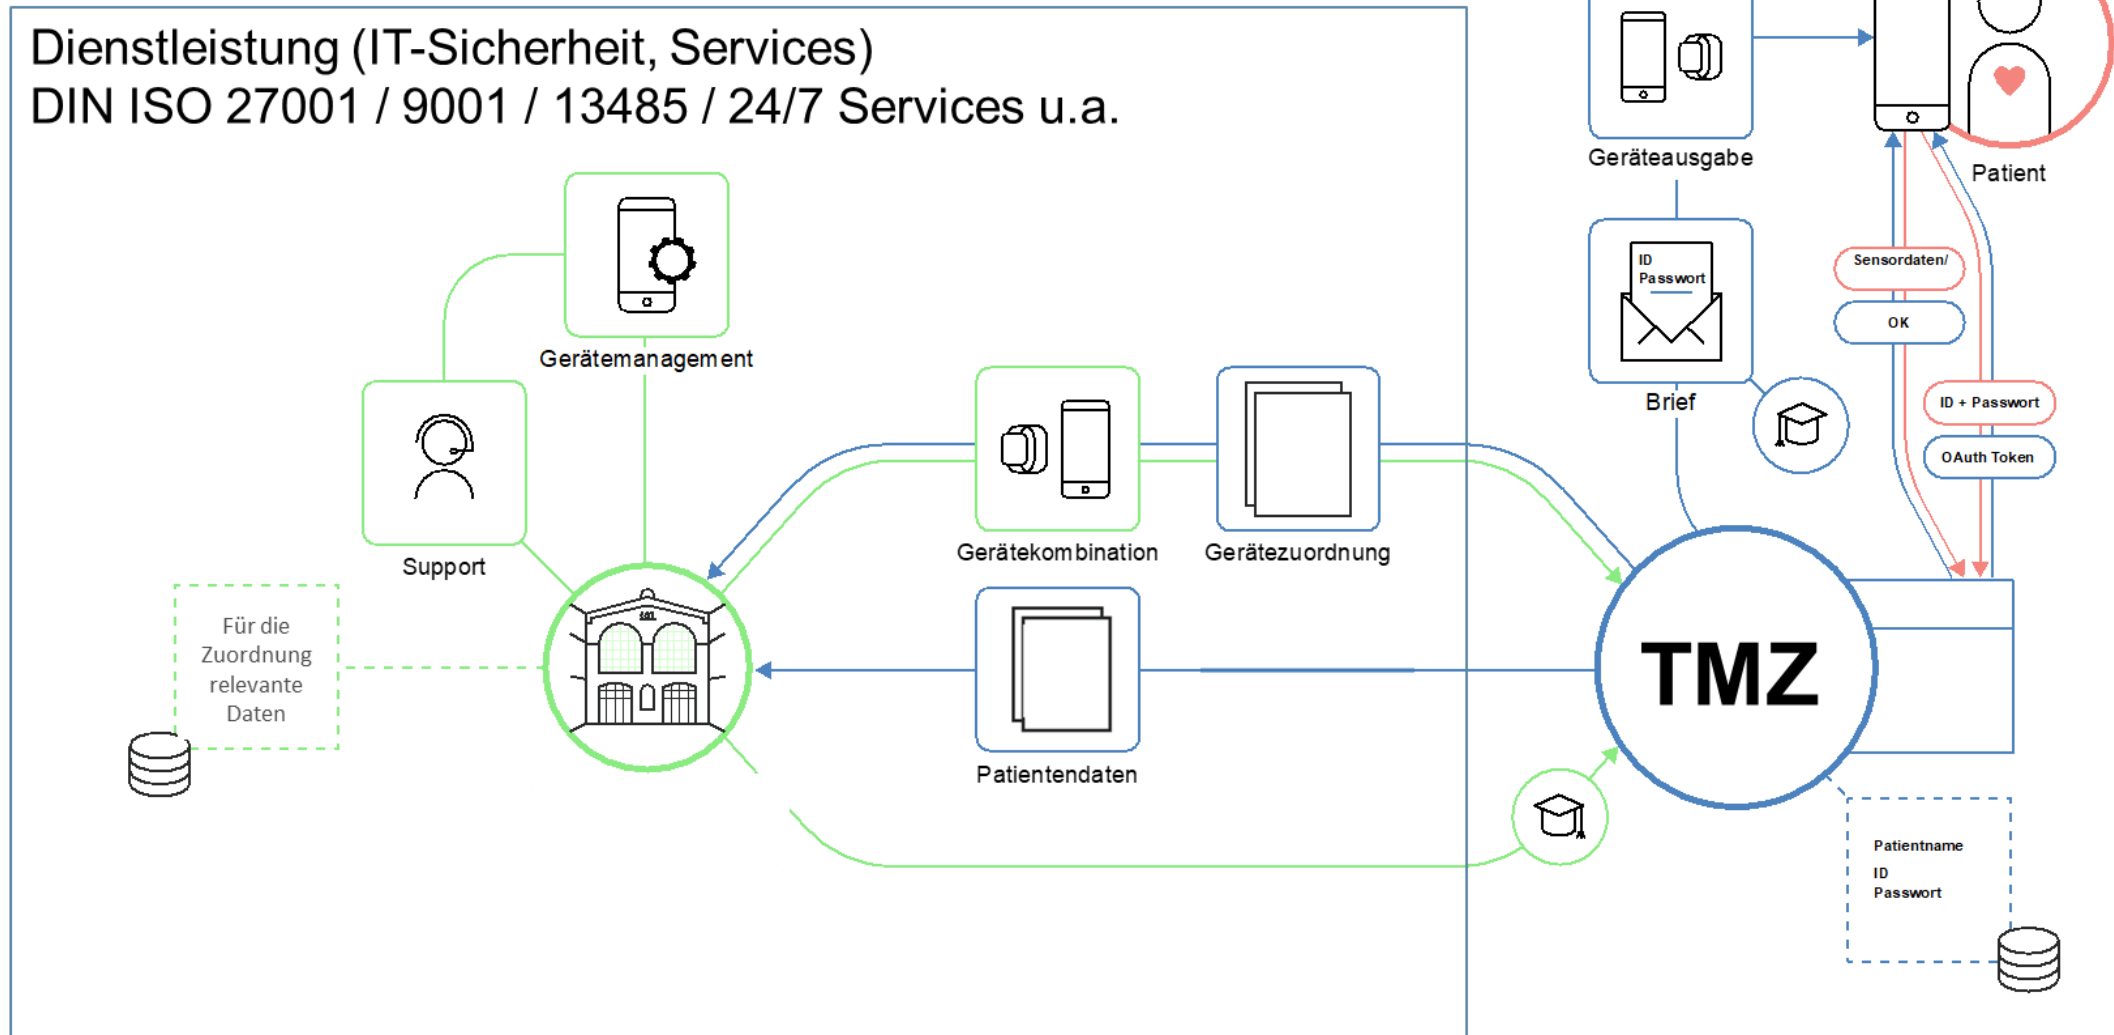 Dienstleistung (IT-Sicherheit, Services)
DIN ISO 27001 / 9001 / 13485 / 24/7 Services u.a.
Geräteausgabe
Patient
ID
Passwort
Sensordaten/
OK
Gerätemanagement
Brief
ID + Passwort
OAuth Token
Support
Gerätekombination
Gerätezuordnung
Für die
Zuordnung
relevante
Daten
TMZ
Patientendaten
Patientname
ID
Passwort